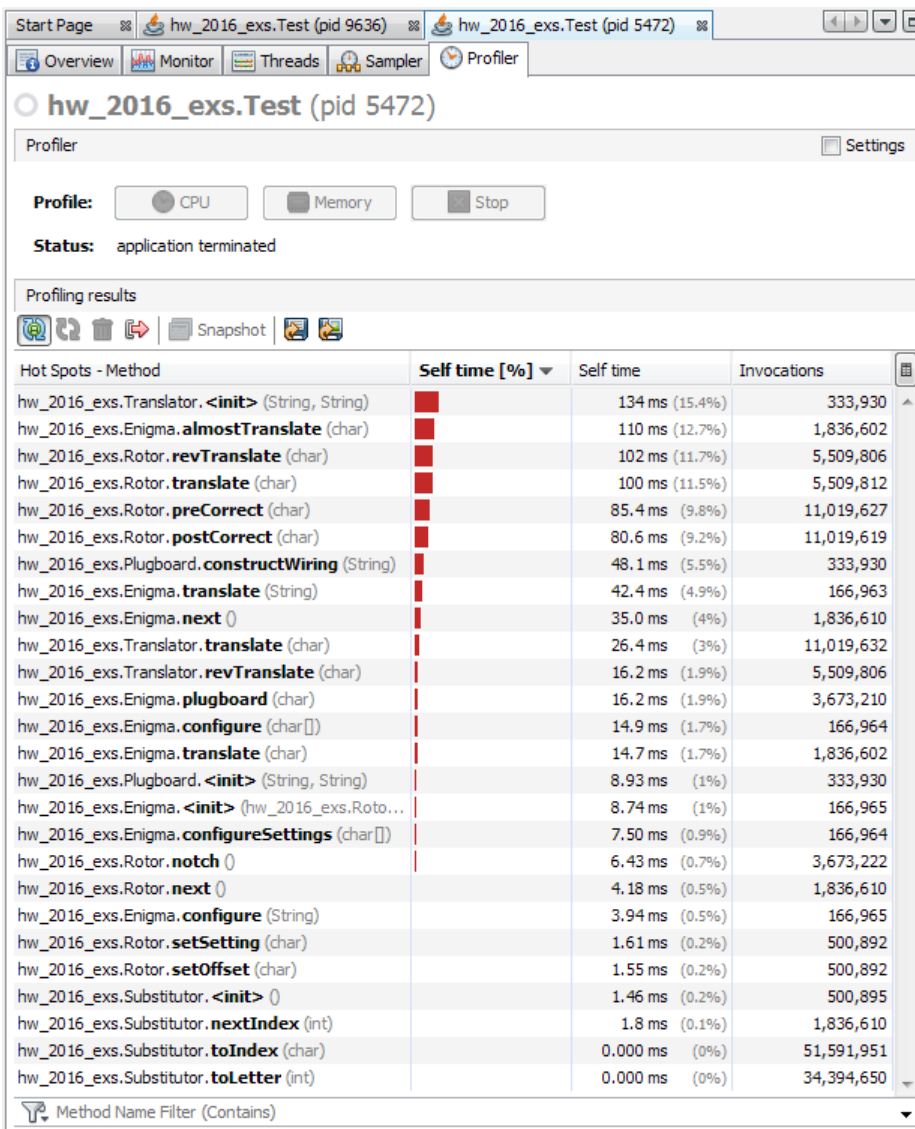 Start Page hw_2016_exs.Test (pid 9636) hw_2016_exs.Test (pid 5472)
Overview Monitor Threads Sampler Profiler
hw_2016_exs.Test (pid 5472)
Profiler Settings
Profile: CPU Memory Stop
Status: application terminated
Profiling results
Snapshot
Hot Spots - Method Self time [%] Self time Invocations
hw_2016_exs.Translator.<init> (String, String) 134 ms (15.4%) 333,930
hw_2016_exs.Enigma.almostTranslate (char) 110 ms (12.7%) 1,836,602
hw_2016_exs.Rotor.revTranslate (char) 102 ms (11.7%) 5,509,806
hw_2016_exs.Rotor.translate (char) 100 ms (11.5%) 5,509,812
hw_2016_exs.Rotor.preCorrect (char) 85.4 ms (9.8%) 11,019,627
hw_2016_exs.Rotor.postCorrect (char) 80.6 ms (9.2%) 11,019,619
hw_2016_exs.Plugboard.constructWiring (String) 48.1 ms (5.5%) 333,930
hw_2016_exs.Enigma.translate (String) 42.4 ms (4.9%) 166,963
hw_2016_exs.Enigma.next () 35.0 ms (4%) 1,836,610
hw_2016_exs.Translator.translate (char) 26.4 ms (3%) 11,019,632
hw_2016_exs.Translator.revTranslate (char) 16.2 ms (1.9%) 5,509,806
hw_2016_exs.Enigma.plugboard (char) 16.2 ms (1.9%) 3,673,210
hw_2016_exs.Enigma.configure (char[]) 14.9 ms (1.7%) 166,964
hw_2016_exs.Enigma.translate (char) 14.7 ms (1.7%) 1,836,602
hw_2016_exs.Plugboard.<init> (String, String) 8.93 ms (1%) 333,930
hw_2016_exs.Enigma.<init> (hw_2016_exs.Roto... 8.74 ms (1%) 166,965
hw_2016_exs.Enigma.configureSettings (char[]) 7.50 ms (0.9%) 166,964
hw_2016_exs.Rotor.notch () 6.43 ms (0.7%) 3,673,222
hw_2016_exs.Rotor.next () 4.18 ms (0.5%) 1,836,610
hw_2016_exs.Enigma.configure (String) 3.94 ms (0.5%) 166,965
hw_2016_exs.Rotor.setSetting (char) 1.61 ms (0.2%) 500,892
hw_2016_exs.Rotor.setOffset (char) 1.55 ms (0.2%) 500,892
hw_2016_exs.Substitutor.<init> () 1.46 ms (0.2%) 500,895
hw_2016_exs.Substitutor.nextIndex (int) 1.8 ms (0.1%) 1,836,610
hw_2016_exs.Substitutor.toIndex (char) 0.000 ms (0%) 51,591,951
hw_2016_exs.Substitutor.toLetter (int) 0.000 ms (0%) 34,394,650
Method Name Filter (Contains)